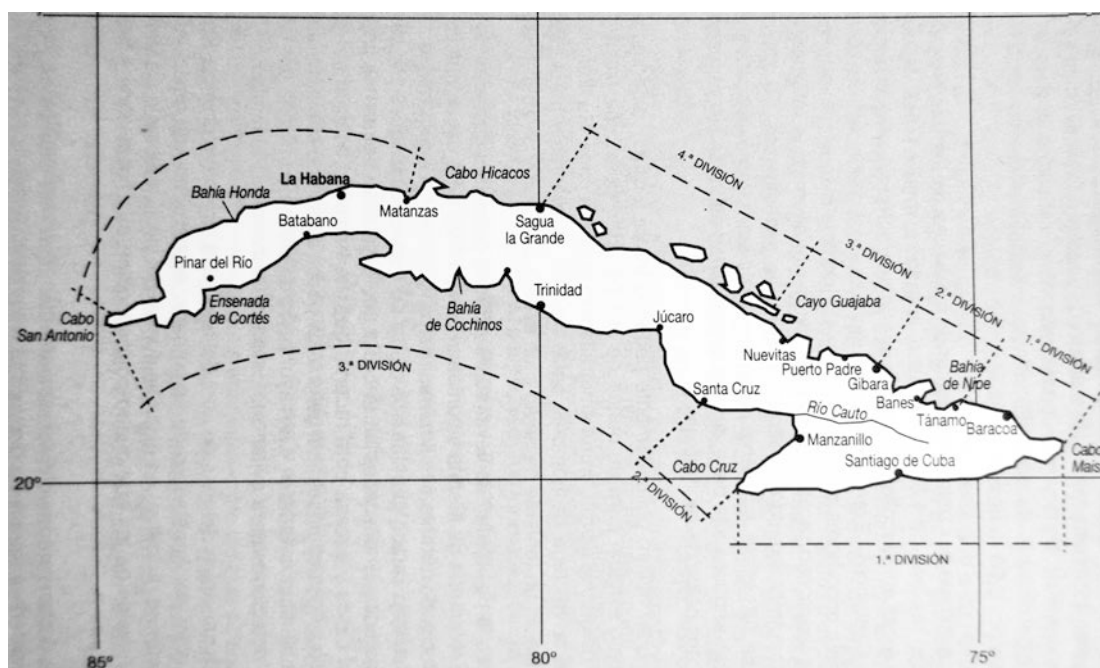 4.ª DIVISIÓN
Cabo Hicacos
La Habana
Bahía Honda
Matanzas
Batabano
Sagua
la Grande
3.ª DIVISIÓN
Pinar del Río
Ensenada
de Cortés
Bahía
de Cochinos
Trinidad
Cayo Guajaba
2.ª DIVISIÓN
Cabo
San Antonio
Júcaro
1.ª DIVISIÓN
Nuevitas
Puerto Padre
Gibara
Bahía
de Nipe
3.ª DIVISIÓN
Santa Cruz
Banes
Tánamo
Río Cauto
Baracoa
Manzanillo
Cabo
Mais
Cabo Cruz
Santiago de Cuba
20º
2.ª DIVISIÓN
1.ª DIVISIÓN
85º
80º
75º